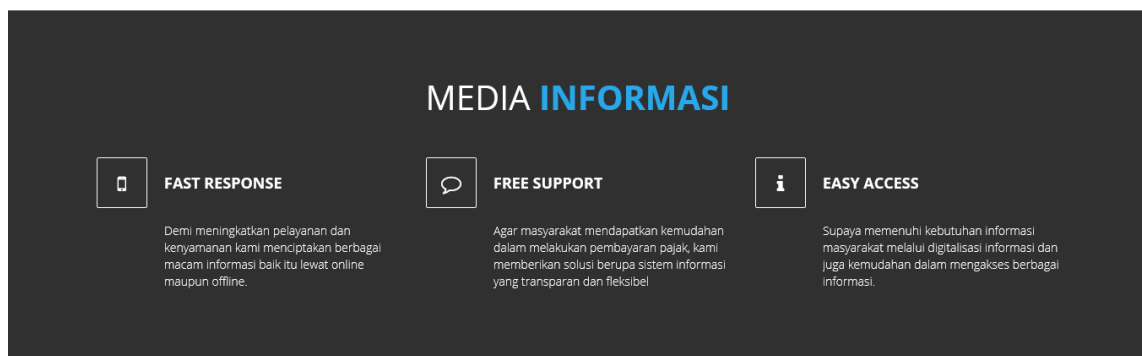 MEDIA INFORMASI
FAST RESPONSE
Demi meningkatkan pelayanan dan
kenyamanan kami menciptakan berbagai
macam informasi baik itu lewat online
maupun offline.
FREE SUPPORT
Agar masyarakat mendapatkan kemudahan
dalam melakukan pembayaran pajak, kami
memberikan solusi berupa sistem informasi
yang transparan dan fleksibel
EASY ACCESS
Supaya memenuhi kebutuhan informasi
masyarakat melalui digitalisasi informasi dan
juga kemudahan dalam mengakses berbagai
informasi.